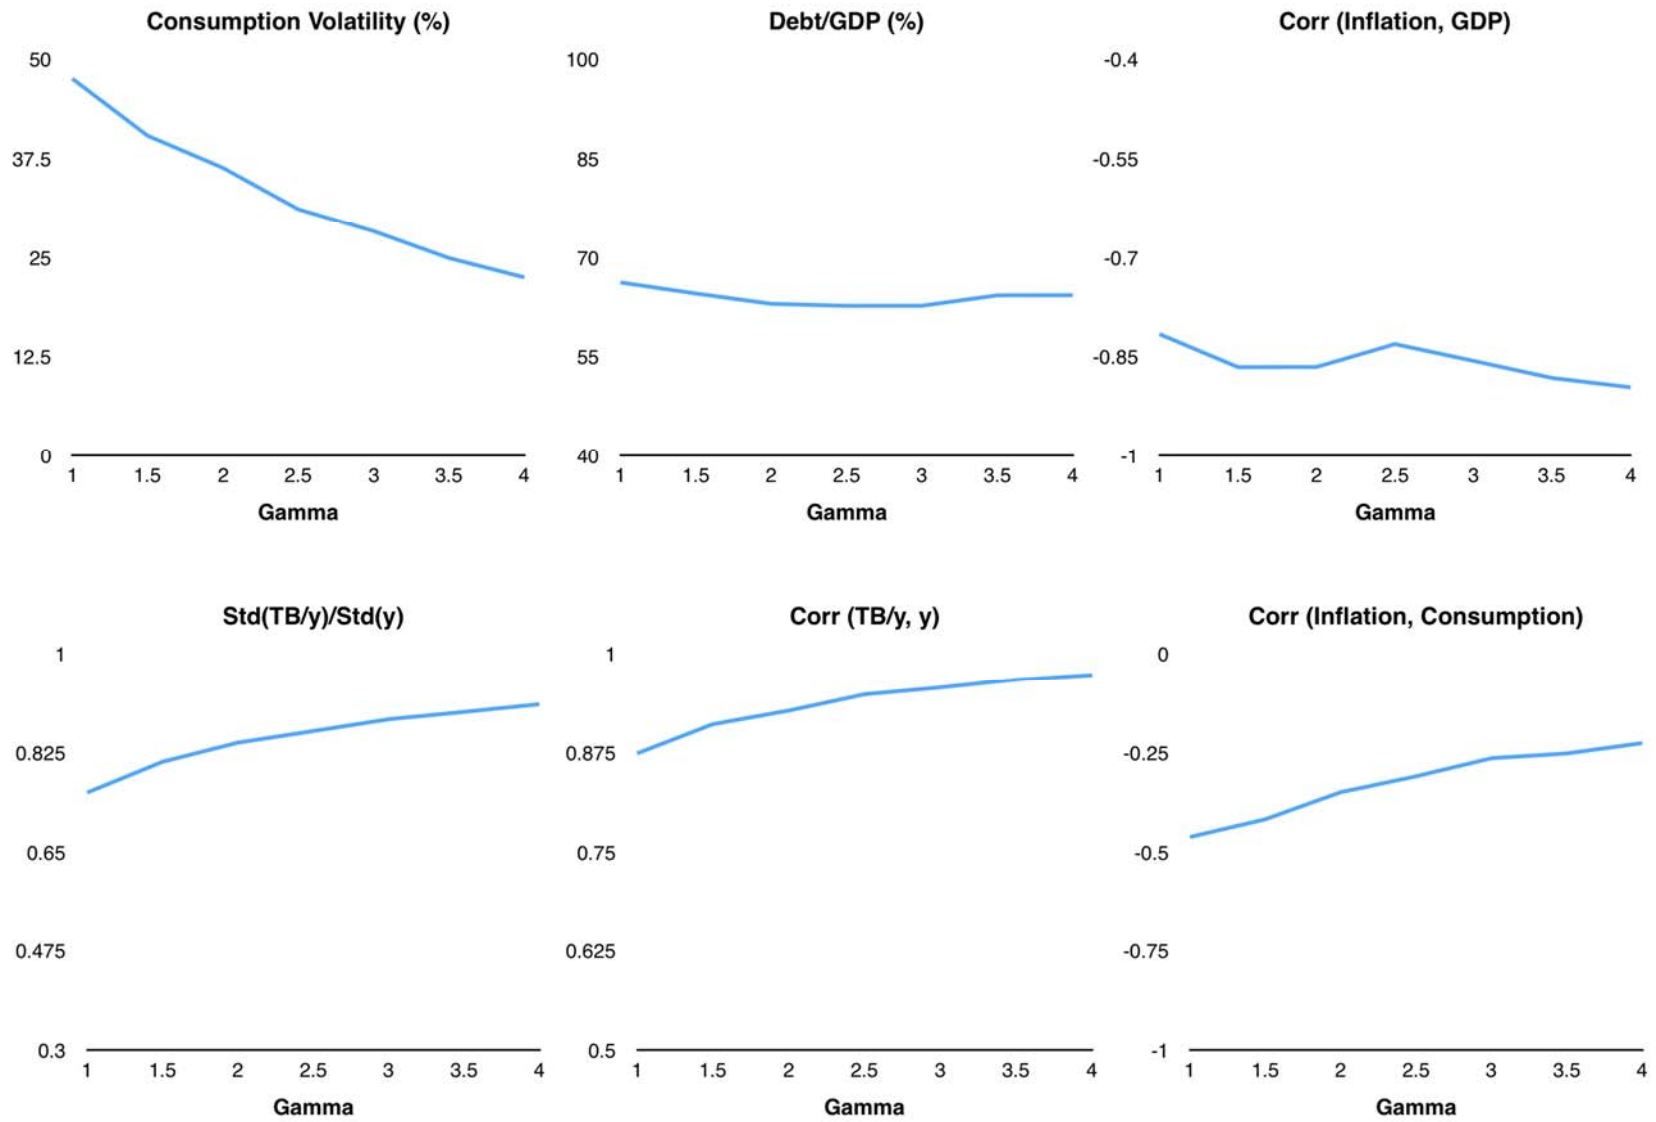 Consumption Volatility (%)
50
37.5
25
12.5
0
1 1.5 2 2.5 3 3.5 4
Gamma
Debt/GDP (%)
100
85
70
55
40
1 1.5 2 2.5 3 3.5 4
Gamma
Corr (Inflation, GDP)
-0.4
-0.55
-0.7
-0.85
-1
1 1.5 2 2.5 3 3.5 4
Gamma
Std(TB/y)/Std(y)
1
0.825
0.65
0.475
0.3
1 1.5 2 2.5 3 3.5 4
Gamma
Corr (TB/y, y)
1
0.875
0.75
0.625
0.5
1 1.5 2 2.5 3 3.5 4
Gamma
Corr (Inflation, Consumption)
0
-0.25
-0.5
-0.75
-1
1 1.5 2 2.5 3 3.5 4
Gamma